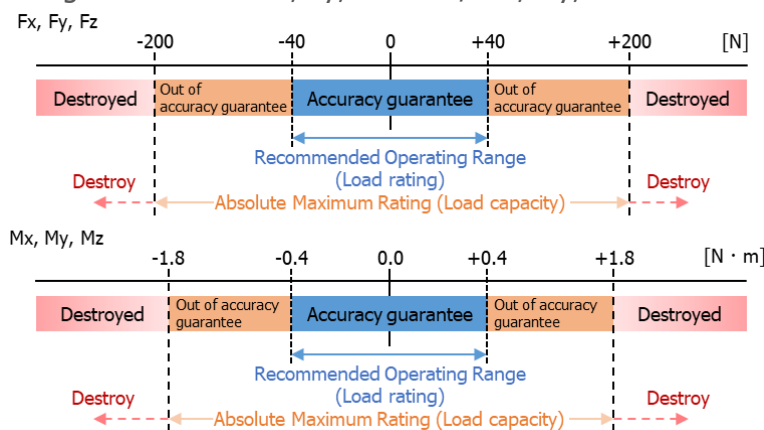 Fx, Fy, Fz
-200 -40 0 +40 +200 [N]
Destroyed
Out of
accuracy guarantee
Accuracy guarantee
Out of
accuracy guarantee
Destroyed
Recommended Operating Range
(Load rating)
Destroy
Absolute Maximum Rating (Load capacity)
Destroy
Mx, My, Mz
-1.8 -0.4 0.0 +0.4 +1.8 [N・m]
Destroyed
Out of accuracy
guarantee
Accuracy guarantee
Out of accuracy
guarantee
Destroyed
Recommended Operating Range
(Load rating)
Destroy
Absolute Maximum Rating (Load capacity)
Destroy